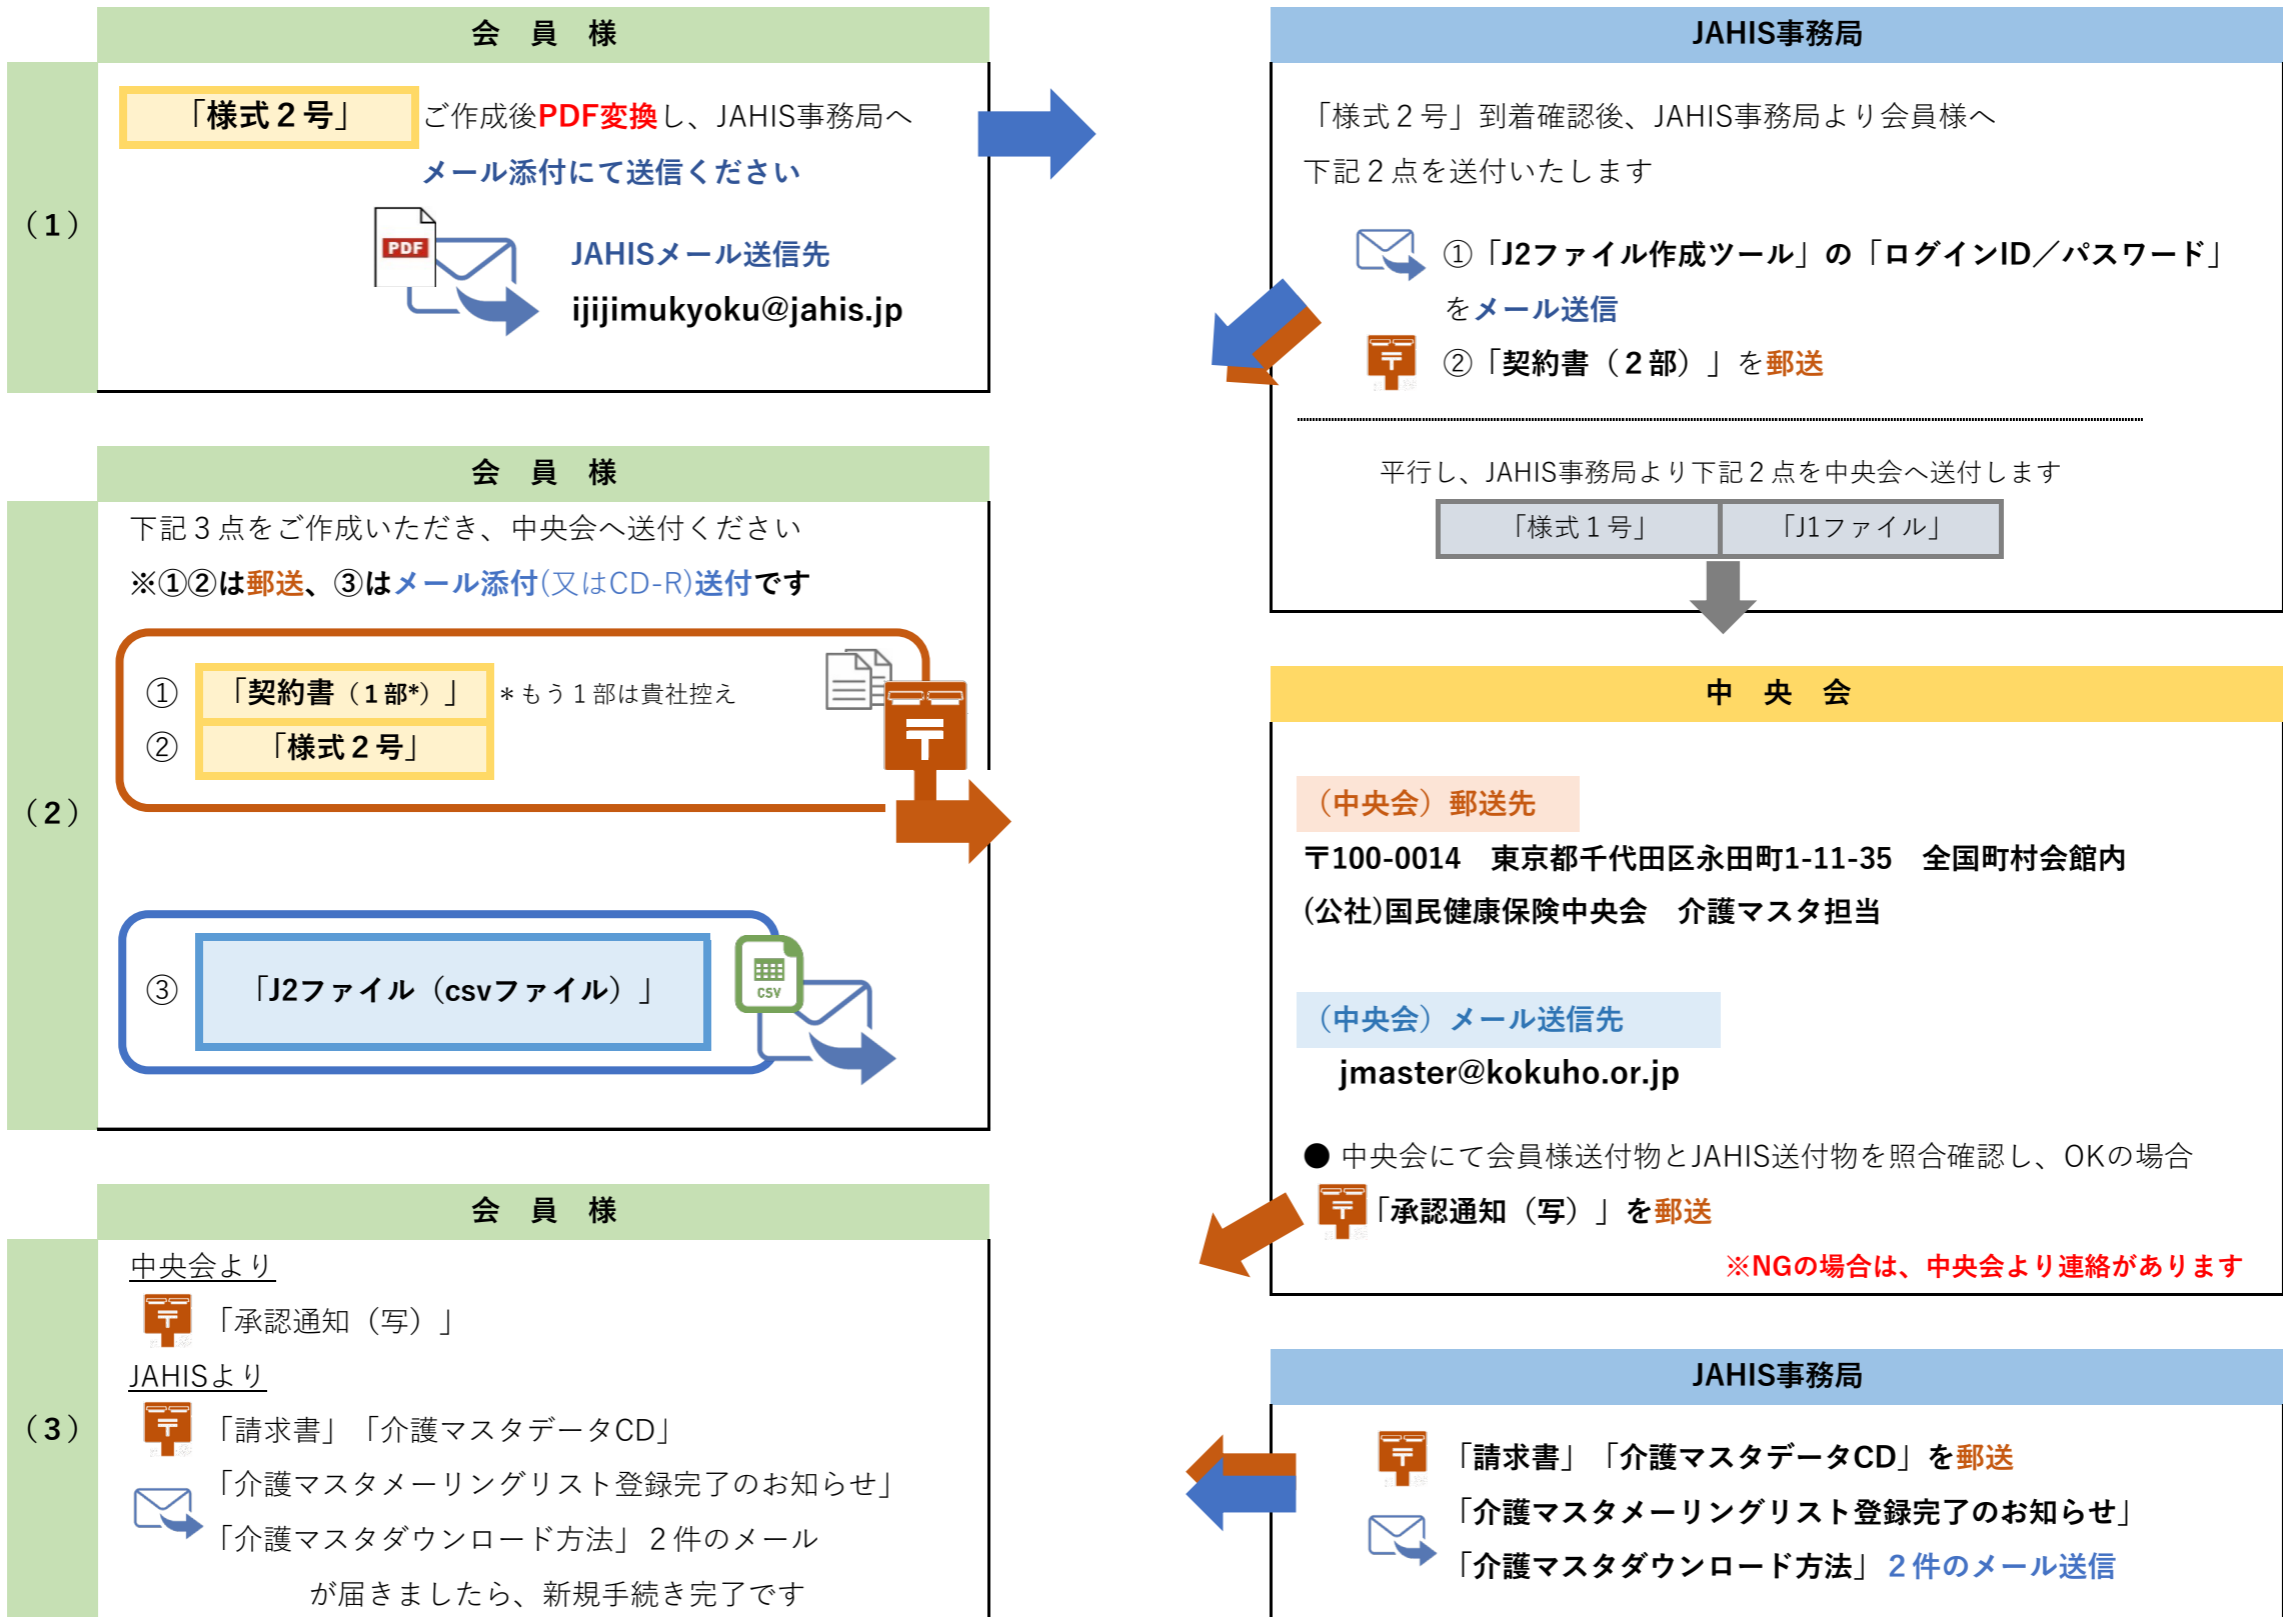 会 員 様
（1）
「様式２号」 ご作成後PDF変換し、JAHIS事務局へ
メール添付にて送信ください
PDF
JAHISメール送信先
ijijimukyoku@jahis.jp
JAHIS事務局
「様式２号」到着確認後、JAHIS事務局より会員様へ
下記２点を送付いたします
①「J2ファイル作成ツール」の「ログインID／パスワード」
をメール送信
②「契約書（２部）」を郵送
平行し、JAHIS事務局より下記２点を中央会へ送付します
「様式１号」 「J1ファイル」
会 員 様
（2）
下記３点をご作成いただき、中央会へ送付ください
※①②は郵送、③はメール添付(又はCD-R)送付です
① 「契約書（１部*）」 ＊もう１部は貴社控え
② 「様式２号」
③ 「J2ファイル（csvファイル）」
CSV
中 央 会
（中央会）郵送先
〒100-0014 東京都千代田区永田町1-11-35 全国町村会館内
(公社)国民健康保険中央会 介護マスタ担当
（中央会）メール送信先
jmaster@kokuho.or.jp
● 中央会にて会員様送付物とJAHIS送付物を照合確認し、OKの場合
「承認通知（写）」を郵送
※NGの場合は、中央会より連絡があります
会 員 様
（3）
中央会より
「承認通知（写）」
JAHISより
「請求書」「介護マスタデータCD」
「介護マスタメーリングリスト登録完了のお知らせ」
「介護マスタダウンロード方法」２件のメール
が届きましたら、新規手続き完了です
JAHIS事務局
「請求書」「介護マスタデータCD」を郵送
「介護マスタメーリングリスト登録完了のお知らせ」
「介護マスタダウンロード方法」２件のメール送信